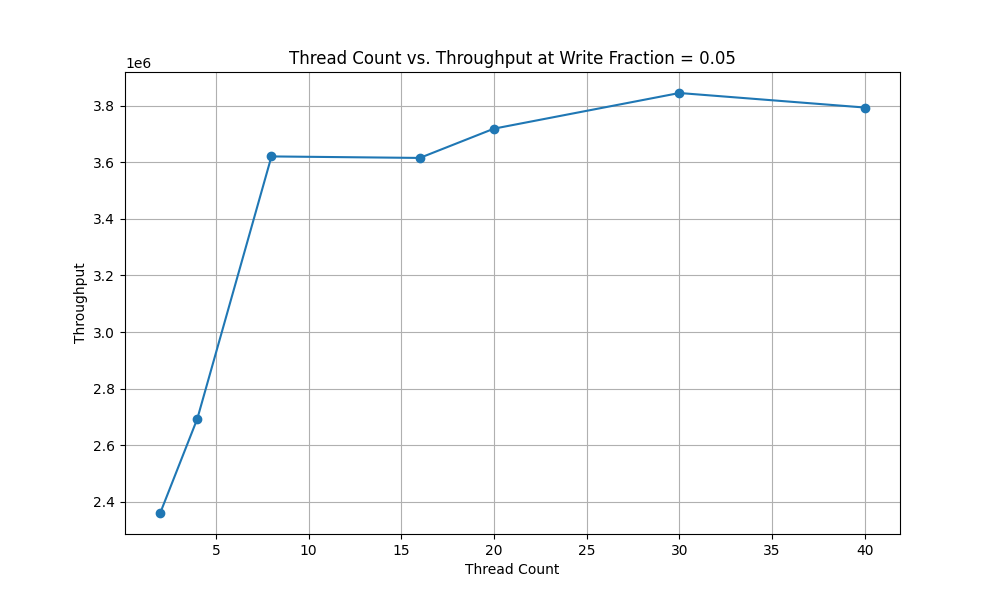 Thread Count vs. Throughput at Write Fraction = 0.05
1e6
3.8
3.6
3.4
3.2
3.0
2.8
2.6
2.4
Throughput
5 10 15 20 25 30 35 40
Thread Count